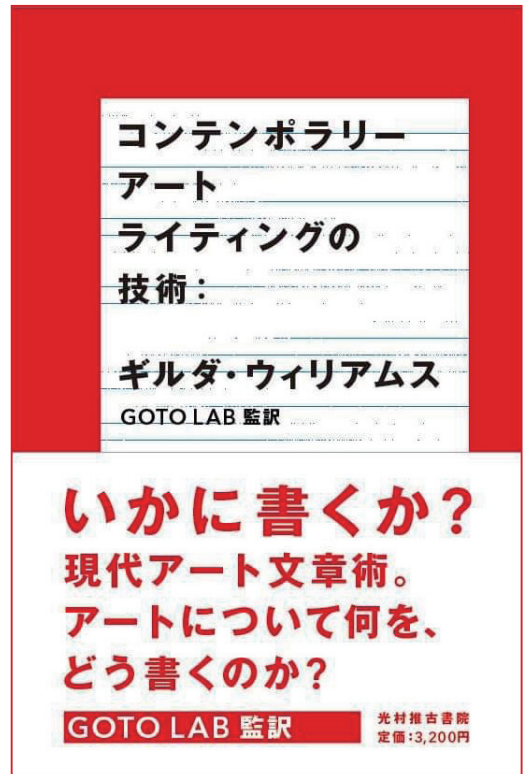 コンテンポラリー
アート
ライティングの
技術：
ギルダ・ウィリアムス
GOTO LAB 監訳
いかに書くか？
現代アート文章術。
アートについて何を、
どう書くのか？
GOTO LAB 監訳
光村推古書院
定価：3,200円